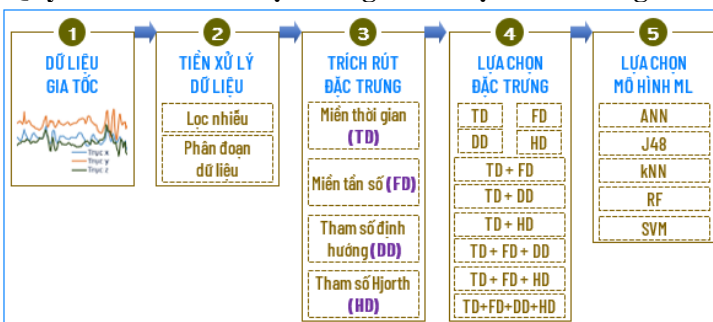 1
DỮ LIỆU
GIA TỐC
Trục x
Trục y
Trục z
2
TIỀN XỬ LÝ
DỮ LIỆU
Lọc nhiễu
Phân đoạn
dữ liệu
3
TRÍCH RÚT
ĐẶC TRƯNG
Miền thời gian
(TD)
Miền tần số (FD)
Tham số định
hướng (DD)
Tham số Hjorth
(HD)
4
LỰA CHỌN
ĐẶC TRƯNG
TD FD
DD HD
TD + FD
TD + DD
TD + HD
TD + FD + DD
TD + FD + HD
TD+FD+DD+HD
5
LỰA CHỌN
MÔ HÌNH ML
ANN
J48
kNN
RF
SVM